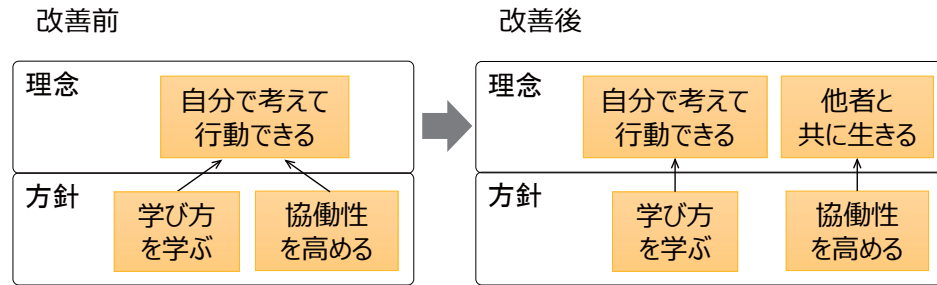 改善前
理念
自分で考えて
行動できる
方針
学び方
を学ぶ
協働性
を高める
改善後
理念
自分で考えて
行動できる
他者と
共に生きる
方針
学び方
を学ぶ
協働性
を高める